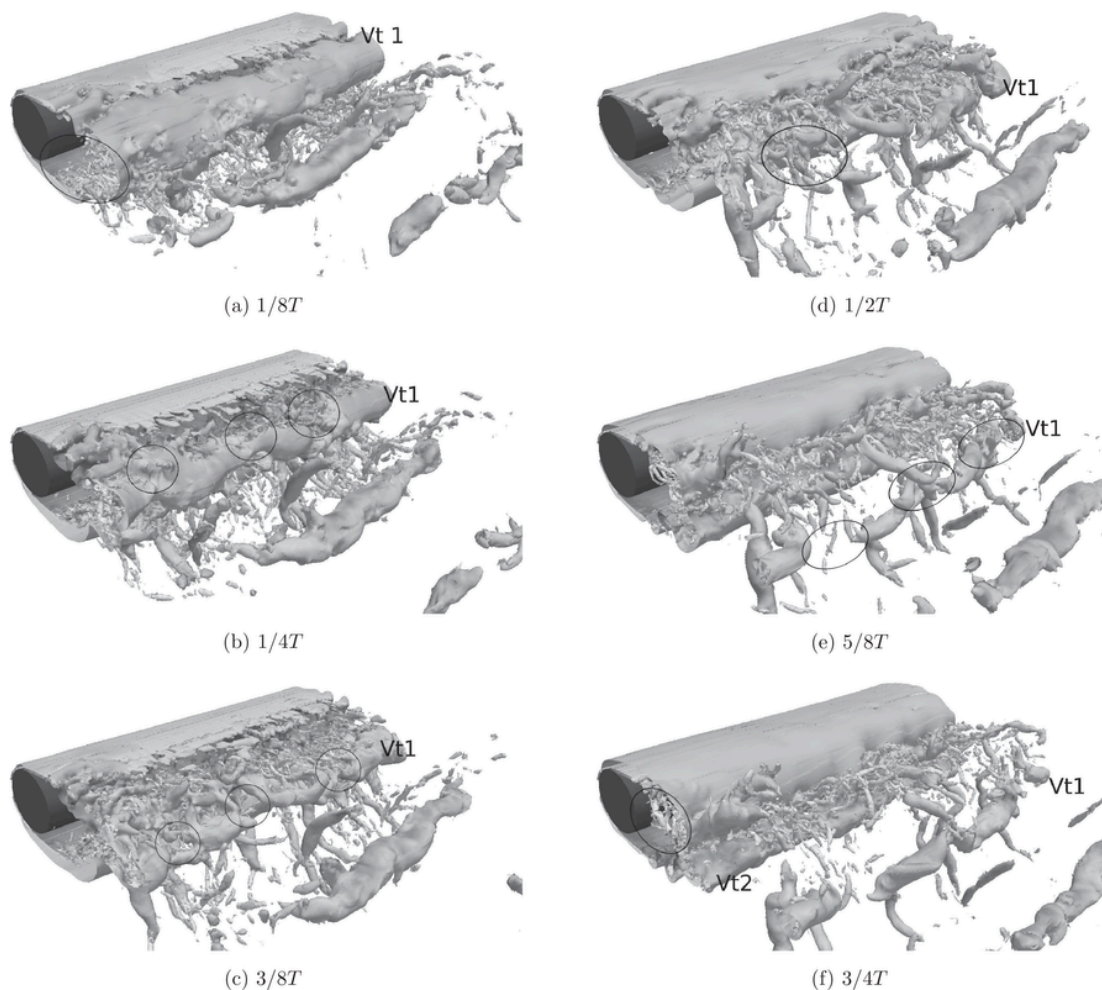 Vt 1
(a) 1/8T
Vt1
(b) 1/4T
Vt1
(c) 3/8T
Vt1
(d) 1/2T
Vt1
(e) 5/8T
Vt1
Vt2
(f) 3/4T